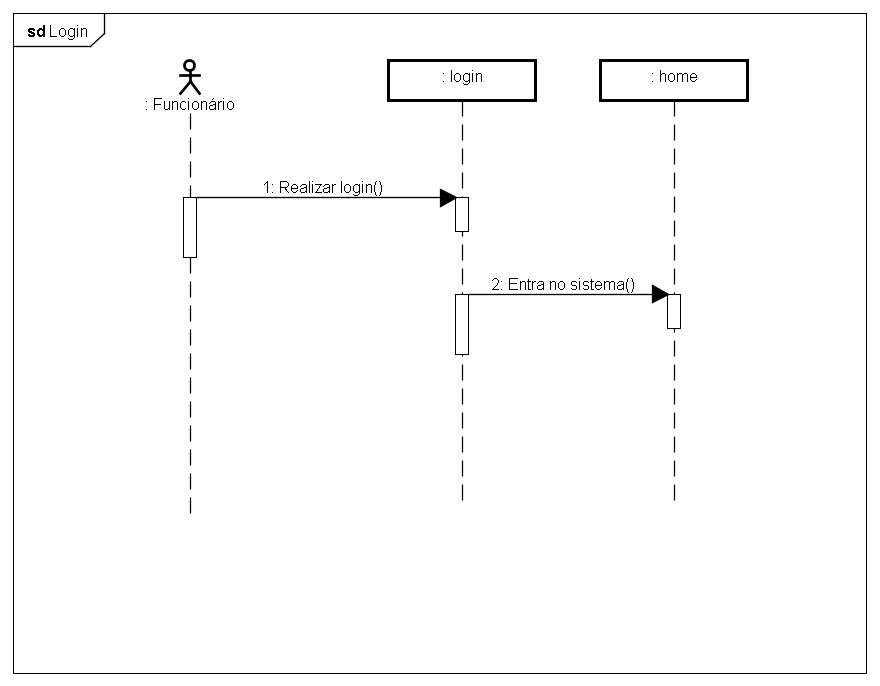 sd Login
: Funcionário
: login
: home
1: Realizar login()
2: Entra no sistema()